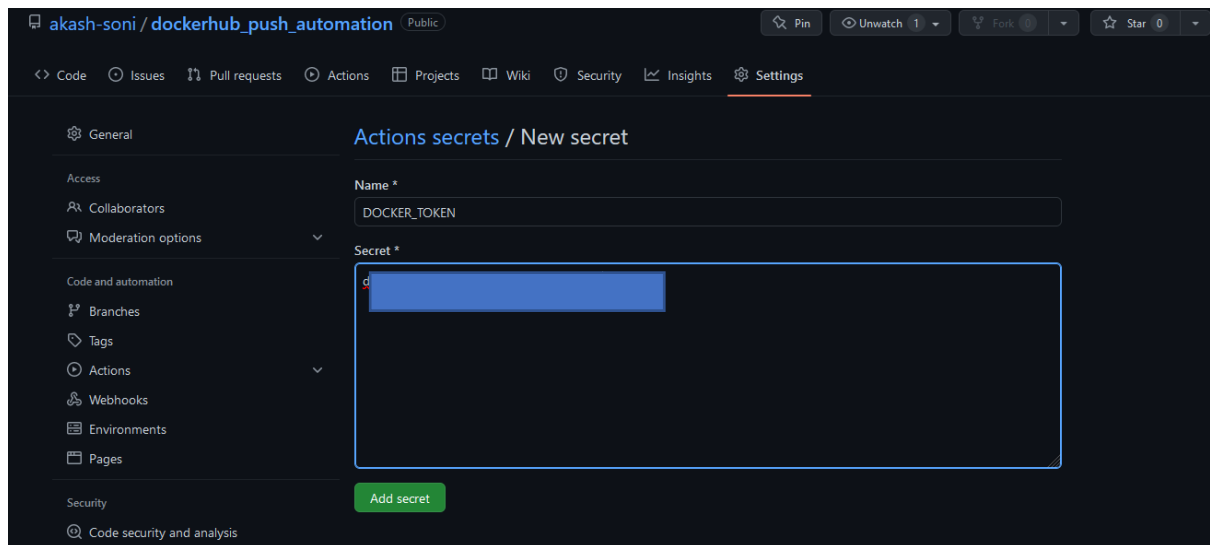 akash-soni / dockerhub_push_automation Public
Pin
Unwatch 1
Fork 0
Star 0
Code Issues Pull requests Actions Projects Wiki Security Insights Settings
General
Access
Collaborators
Moderation options
Code and automation
Branches
Tags
Actions
Webhooks
Environments
Pages
Security
Code security and analysis
Actions secrets / New secret
Name *
DOCKER_TOKEN
Secret *
d
Add secret